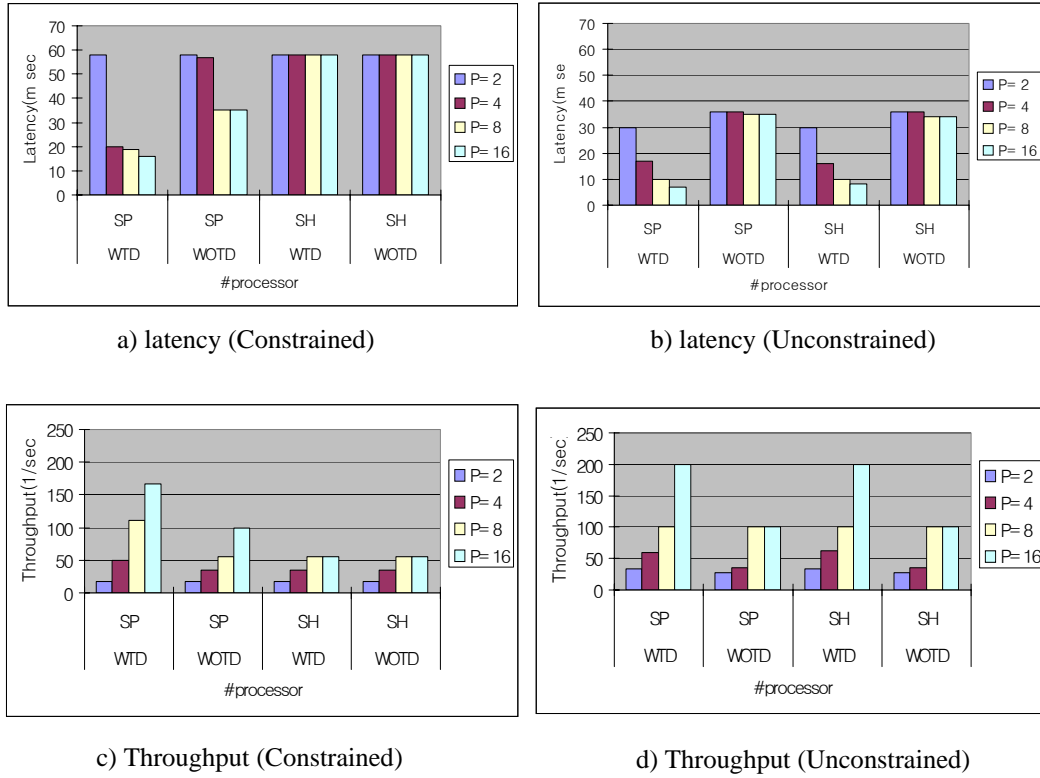 70
60
50
40
30
20
10
0
Latency(m sec
SP SP SH SH
WTD WOTD WTD WOTD
#processor
P= 2
P= 4
P= 8
P= 16
a) latency (Constrained)
70
60
50
40
30
20
10
0
Latency(m se
SP SP SH SH
WTD WOTD WTD WOTD
#processor
P= 2
P= 4
P= 8
P= 16
b) latency (Unconstrained)
250
200
150
100
50
0
Throughput(1/sec
SP SP SH SH
WTD WOTD WTD WOTD
#processor
P= 2
P= 4
P= 8
P= 16
c) Throughput (Constrained)
250
200
150
100
50
0
Throughput(1/sec
SP SP SH SH
WTD WOTD WTD WOTD
#processor
P= 2
P= 4
P= 8
P= 16
d) Throughput (Unconstrained)